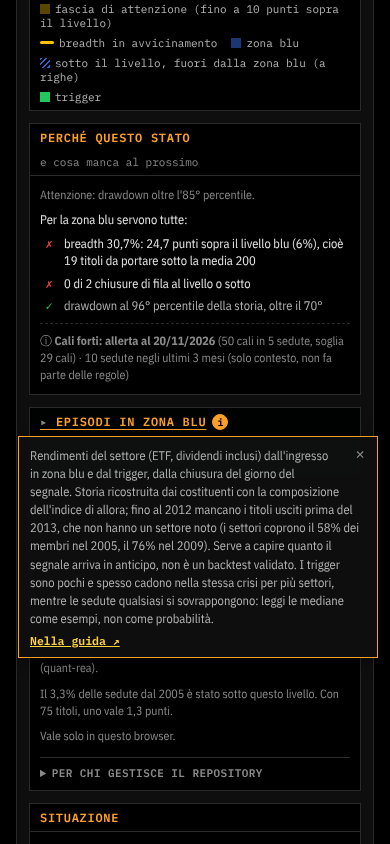 fascia di attenzione (fino a 10 punti sopra
il livello)
breadth in avvicinamento zona blu
sotto il livello, fuori dalla zona blu (a
righe)
trigger
PERCHÉ QUESTO STATO
e cosa manca al prossimo
Attenzione: drawdown oltre l'85° percentile.
Per la zona blu servono tutte:
✗ breadth 30,7%: 24,7 punti sopra il livello blu (6%), cioè
19 titoli da portare sotto la media 200
✗ 0 di 2 chiusure di fila al livello o sotto
✓ drawdown al 96° percentile della storia, oltre il 70°
ⓘ Cali forti: allerta al 20/11/2026 (50 cali in 5 sedute, soglia
29 cali) · 10 sedute negli ultimi 3 mesi (solo contesto, non fa
parte delle regole)
▸ EPISODI IN ZONA BLU i
Rendimenti del settore (ETF, dividendi inclusi) dall'ingresso ×
in zona blu e dal trigger, dalla chiusura del giorno del
segnale. Storia ricostruita dai costituenti con la composizione
dell'indice di allora; fino al 2012 mancano i titoli usciti prima del
2013, che non hanno un settore noto (i settori coprono il 58% dei
membri nel 2005, il 76% nel 2009). Serve a capire quanto il
segnale arriva in anticipo, non è un backtest validato. I trigger
sono pochi e spesso cadono nella stessa crisi per più settori,
mentre le sedute qualsiasi si sovrappongono: leggi le mediane
come esempi, non come probabilità.
Nella guida ↗
(quant-rea).
Il 3,3% delle sedute dal 2005 è stato sotto questo livello. Con
75 titoli, uno vale 1,3 punti.
Vale solo in questo browser.
▶ PER CHI GESTISCE IL REPOSITORY
SITUAZIONE